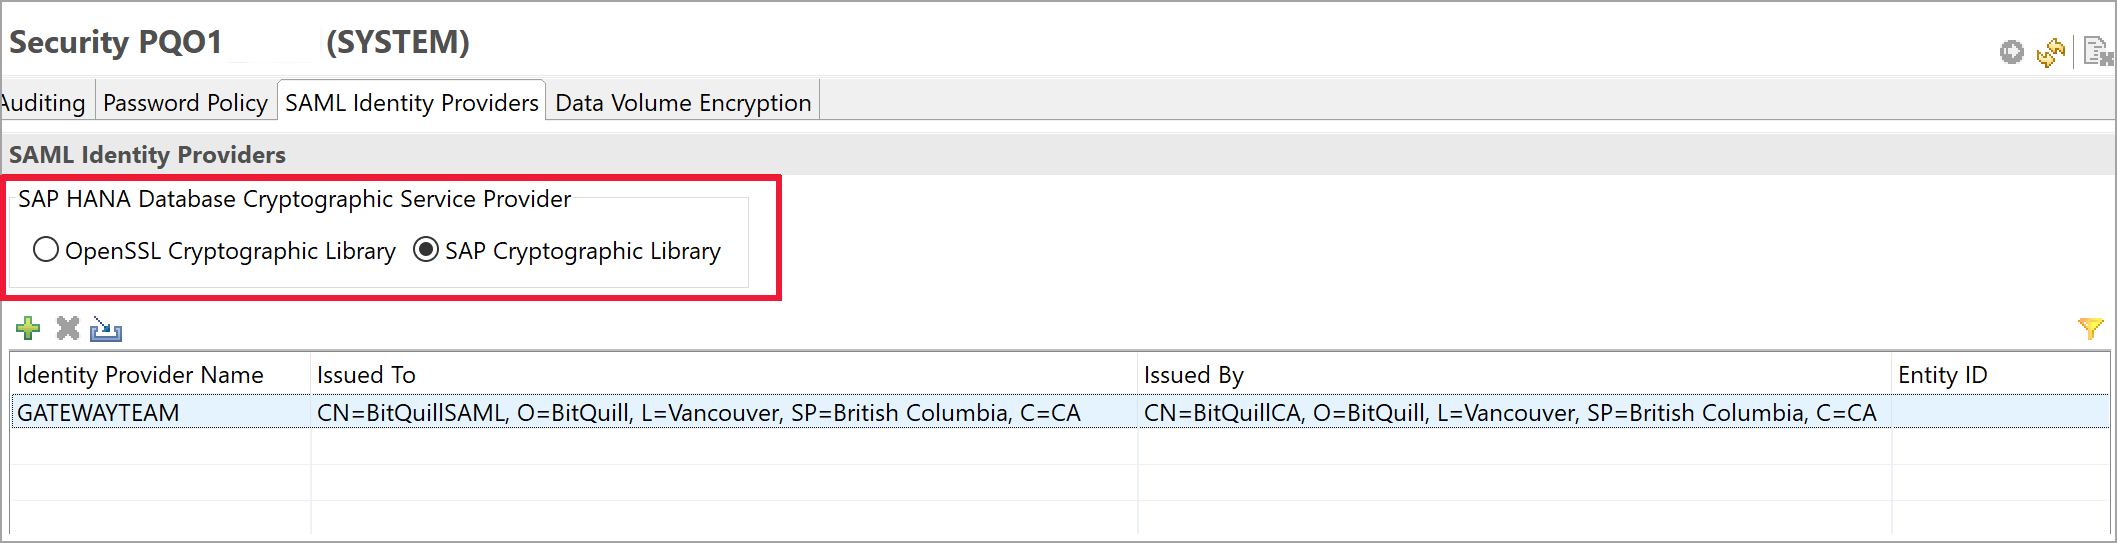 Security PQO1 (SYSTEM)
Auditing Password Policy SAML Identity Providers Data Volume Encryption
SAML Identity Providers
SAP HANA Database Cryptographic Service Provider
OpenSSL Cryptographic Library SAP Cryptographic Library
Identity Provider Name Issued To Issued By Entity ID
GATEWAYTEAM CN=BitQuillSAML, O=BitQuill, L=Vancouver, SP=British Columbia, C=CA CN=BitQuillCA, O=BitQuill, L=Vancouver, SP=British Columbia, C=CA